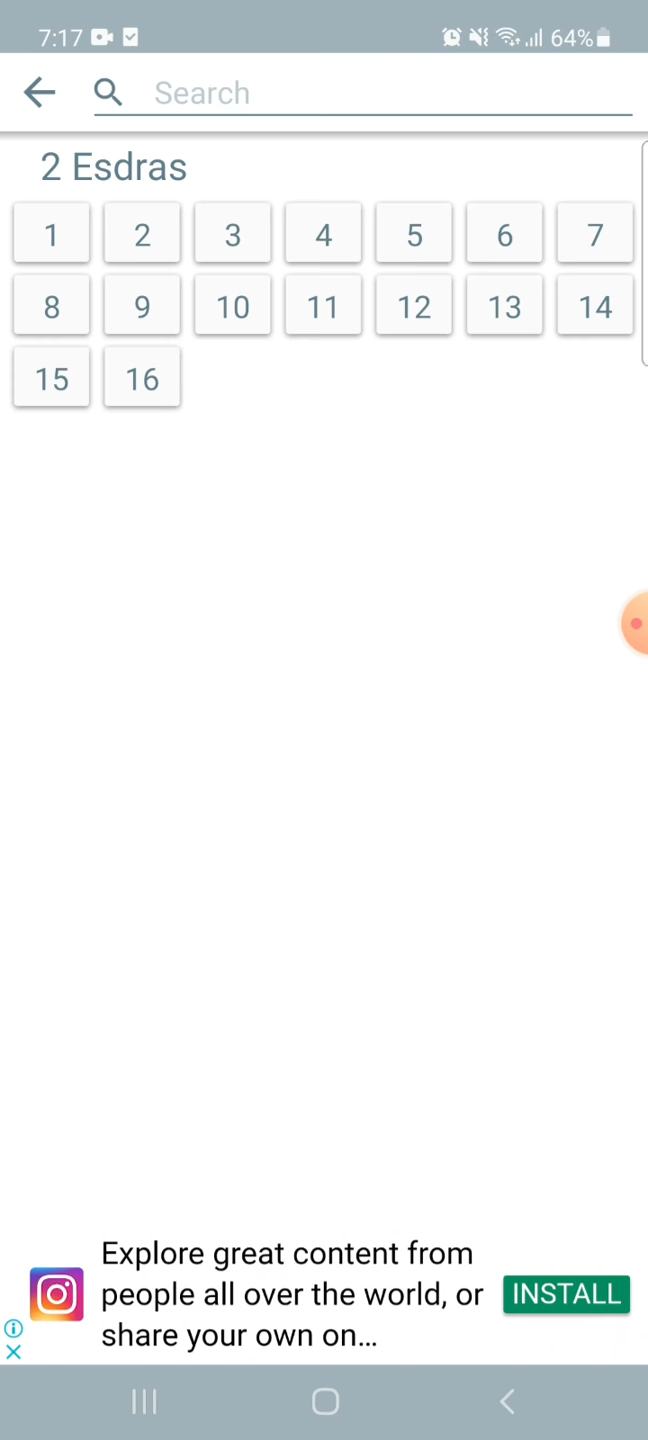 7:17 64%
Search
2 Esdras
1 2 3 4 5 6 7
8 9 10 11 12 13 14
15 16
Explore great content from
people all over the world, or
share your own on...
INSTALL